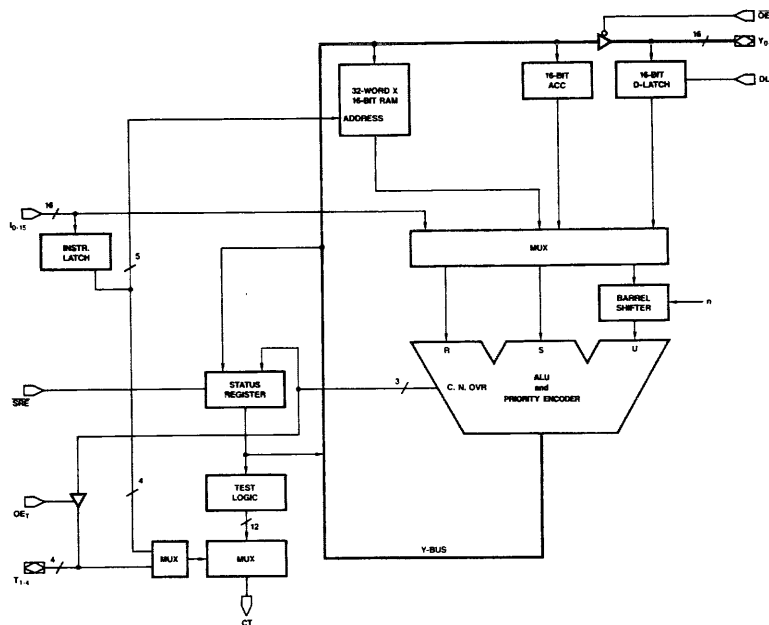 OE
16
Y0
32-WORD X
16-BIT RAM
ADDRESS
16-BIT
ACC
16-BIT
D-LATCH
DL
16
I0-15
INSTR.
LATCH
5
MUX
BARREL
SHIFTER
n
R
S
U
SRE
STATUS
REGISTER
3
C. N. OVR
ALU
and
PRIORITY ENCODER
4
TEST
LOGIC
OET
12
4
T1-4
MUX
MUX
Y-BUS
CT